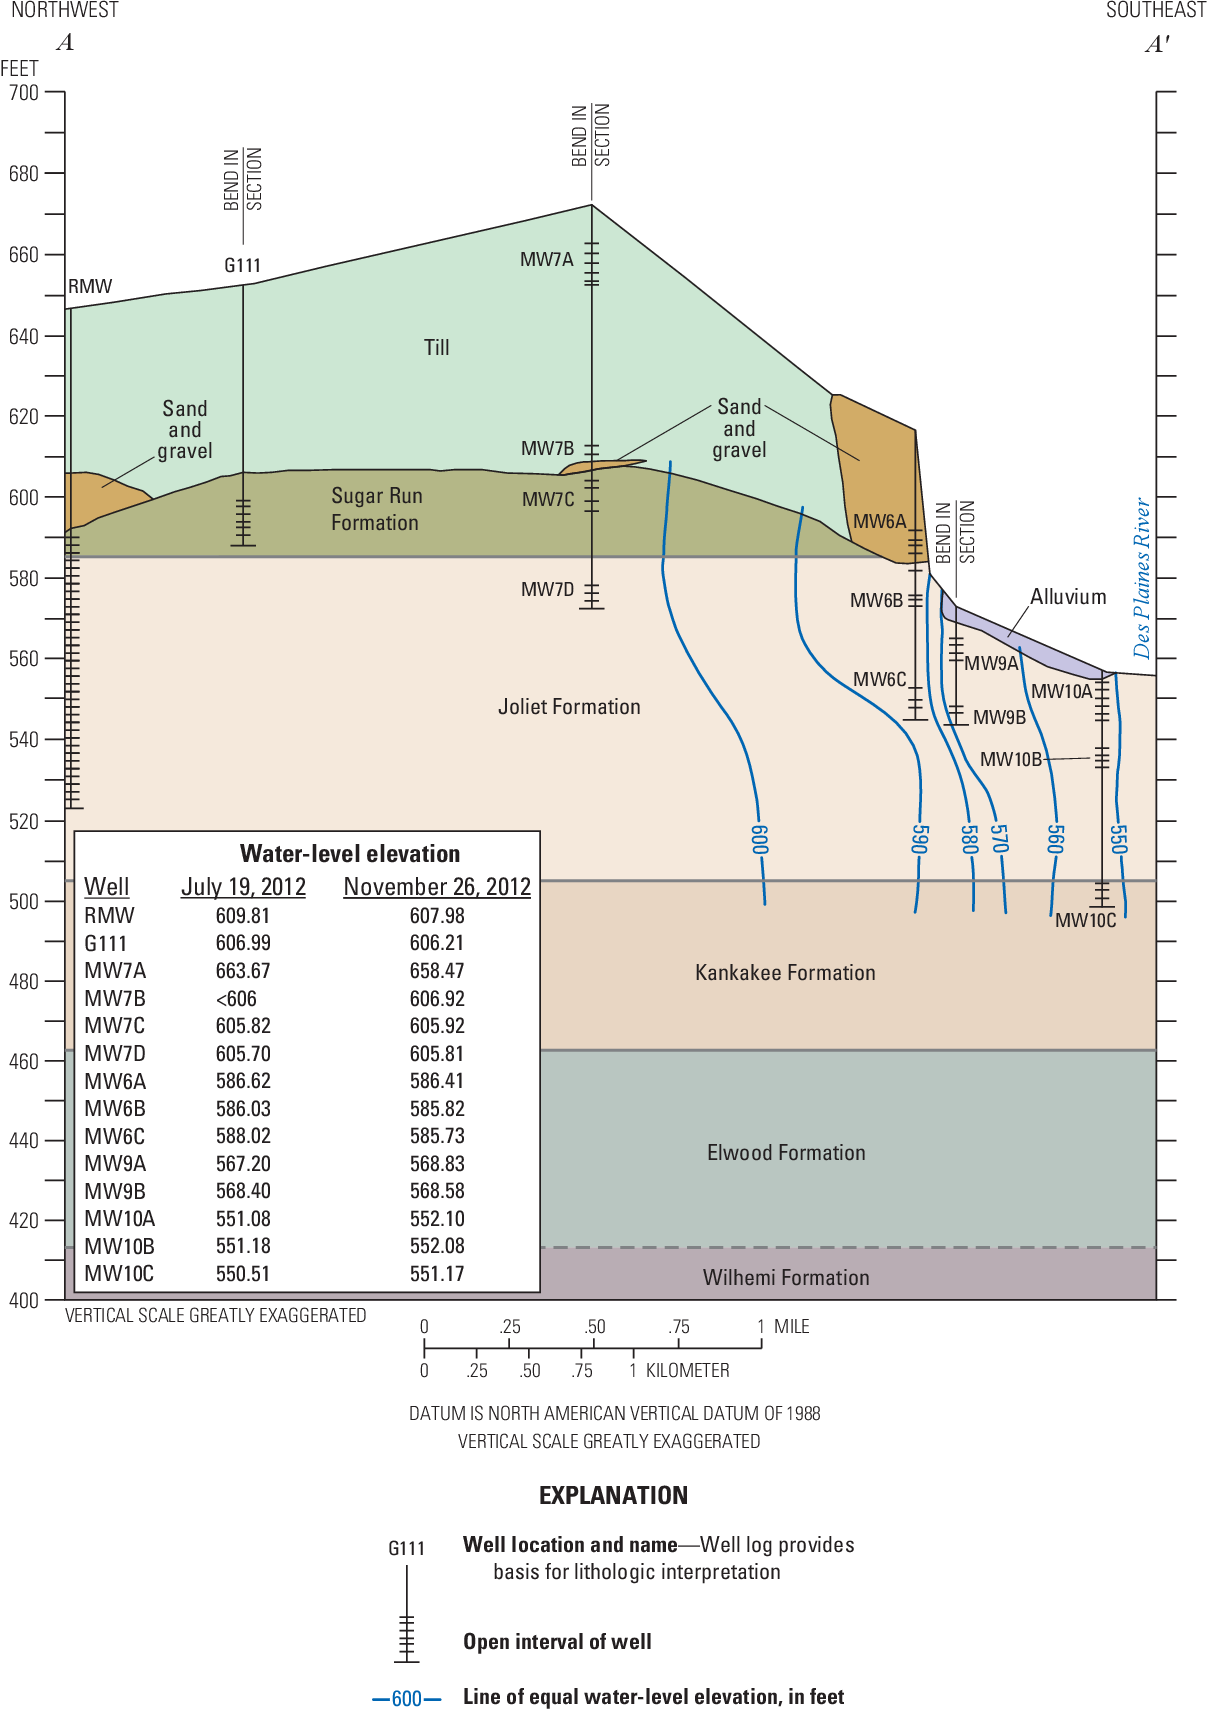 NORTHWEST
SOUTHEAST
A
A'
FEET
700
680
660
640
620
600
580
560
540
520
500
480
460
440
420
400
BEND IN
SECTION
BEND IN
SECTION
BEND IN
SECTION
RMW
G111
MW7A
Till
Sand
and
gravel
Sand
and
gravel
MW7B
MW7C
Sugar Run
Formation
MW7D
MW6A
MW6B
MW6C
Alluvium
Des Plaines River
MW9A
MW9B
MW10A
MW10B
MW10C
Joliet Formation
600
590
580
570
560
550
Kankakee Formation
Elwood Formation
Wilhemi Formation
Water-level elevation
Well July 19, 2012 November 26, 2012
RMW 609.81 607.98
G111 606.99 606.21
MW7A 663.67 658.47
MW7B <606 606.92
MW7C 605.82 605.92
MW7D 605.70 605.81
MW6A 586.62 586.41
MW6B 586.03 585.82
MW6C 588.02 585.73
MW9A 567.20 568.83
MW9B 568.40 568.58
MW10A 551.08 552.10
MW10B 551.18 552.08
MW10C 550.51 551.17
VERTICAL SCALE GREATLY EXAGGERATED
0 .25 .50 .75 1 MILE
0 .25 .50 .75 1 KILOMETER
DATUM IS NORTH AMERICAN VERTICAL DATUM OF 1988
VERTICAL SCALE GREATLY EXAGGERATED
EXPLANATION
G111
Well location and name—Well log provides
basis for lithologic interpretation
Open interval of well
600
Line of equal water-level elevation, in feet